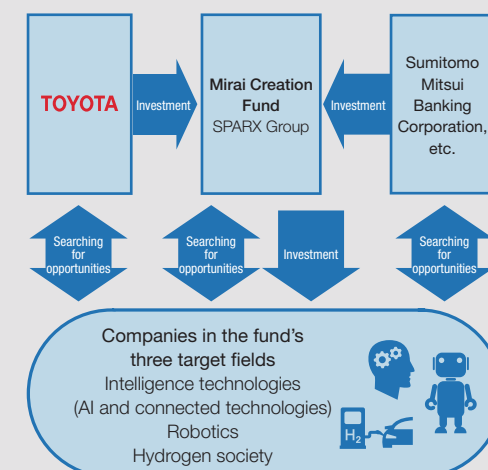 TOYOTA
Investment
Mirai Creation
Fund
SPARX Group
Investment
Sumitomo
Mitsui
Banking
Corporation,
etc.
Searching
for
opportunities
Searching
for
opportunities
Investment
Searching
for
opportunities
Companies in the fund’s
three target fields
Intelligence technologies
(AI and connected technologies)
Robotics
Hydrogen society
H2